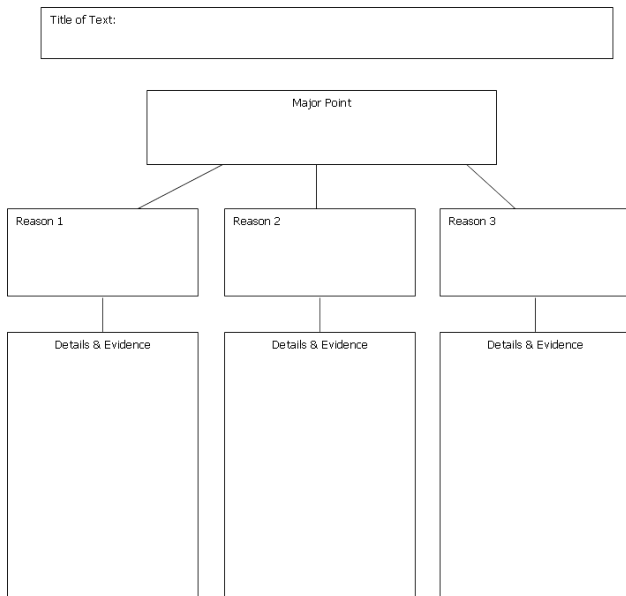 Title of Text:
Major Point
Reason 1
Reason 2
Reason 3
Details & Evidence
Details & Evidence
Details & Evidence